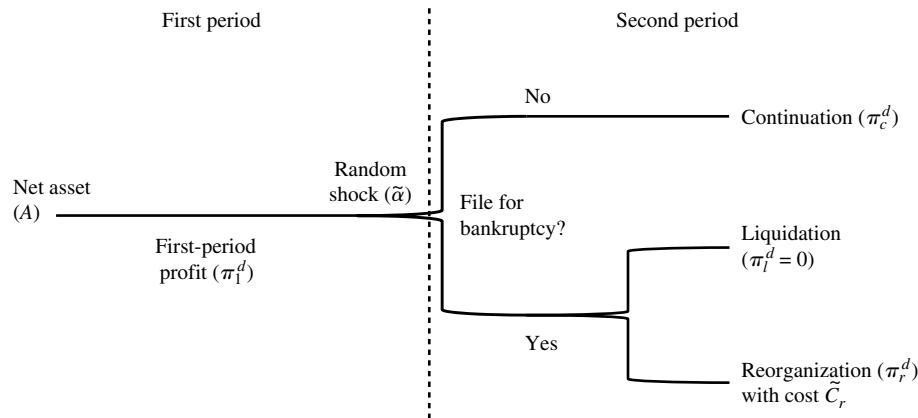 First period
Second period
No
Continuation (π_c^d)
Random
shock (α̃)
Net asset
(A)
File for
bankruptcy?
First-period
profit (π_1^d)
Liquidation
(π_l^d = 0)
Yes
Reorganization (π_r^d)
with cost C̃_r